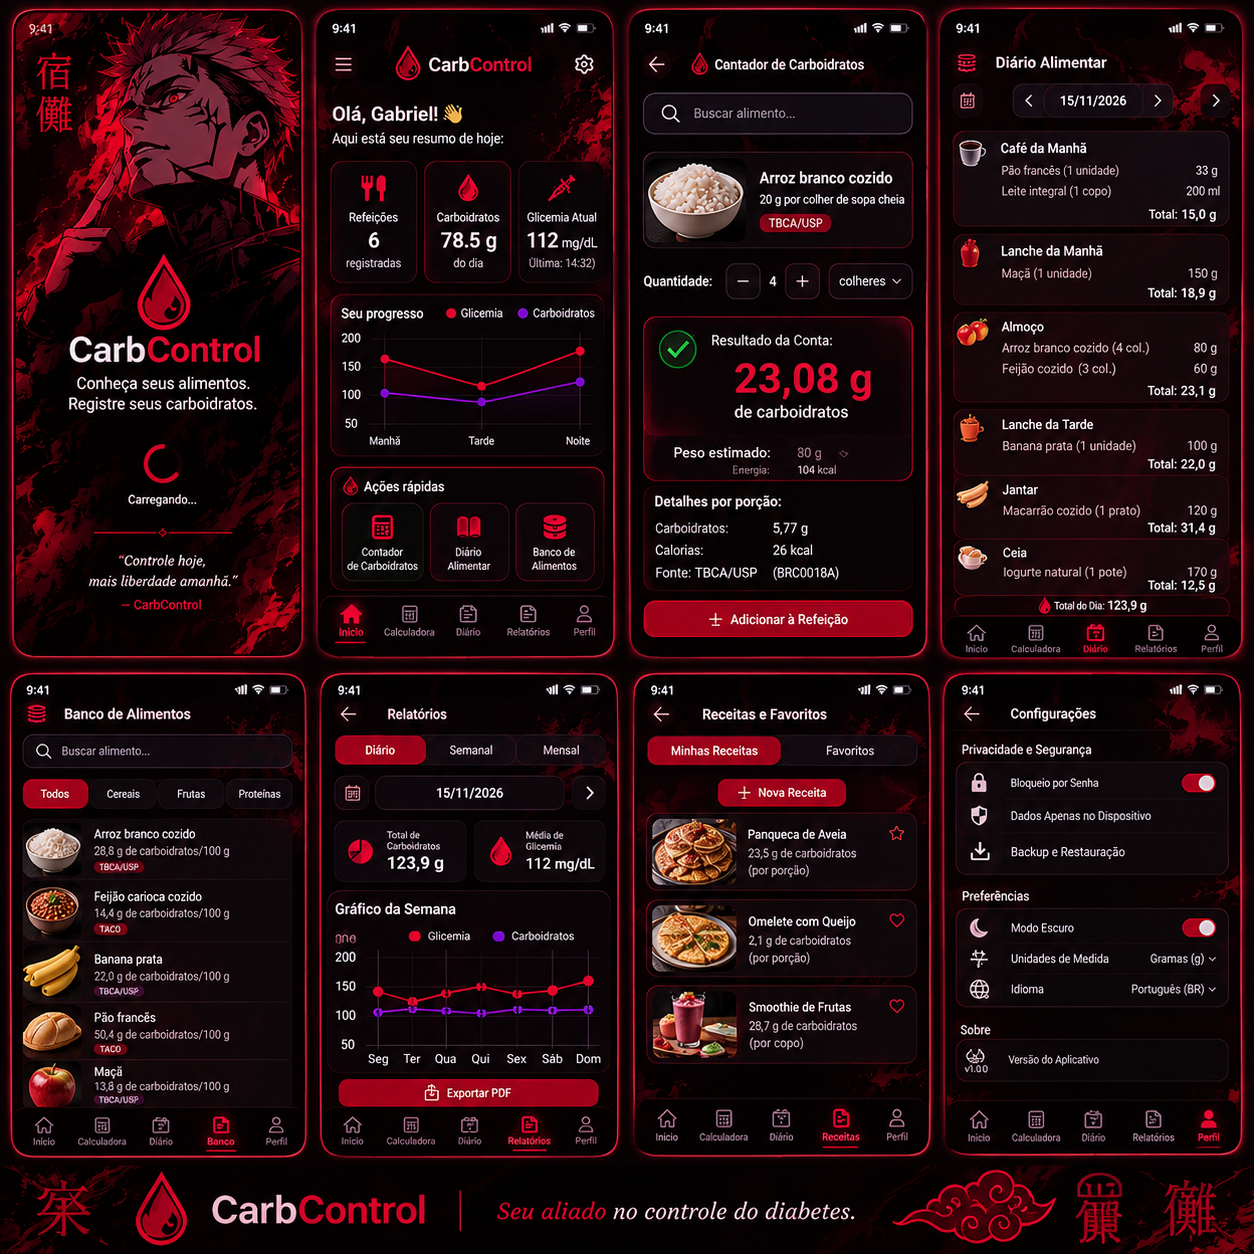 9:41
宿
儺
CarbControl
Conheça seus alimentos.
Registre seus carboidratos.
Carregando...
“Controle hoje,
mais liberdade amanhã.”
— CarbControl
9:41
CarbControl
Olá, Gabriel! 👋
Aqui está seu resumo de hoje:
Refeições
6
registradas
Carboidratos
78.5 g
do dia
Glicemia Atual
112 mg/dL
(Última: 14:32)
Seu progresso
Glicemia
Carboidratos
200
150
100
50
Manhã
Tarde
Noite
Ações rápidas
Contador
de Carboidratos
Diário
Alimentar
Banco de
Alimentos
Início
Calculadora
Diário
Relatórios
Perfil
9:41
Contador de Carboidratos
Buscar alimento...
Arroz branco cozido
20 g por colher de sopa cheia
TBCA/USP
Quantidade:
4
colheres
Resultado da Conta:
23,08 g
de carboidratos
Peso estimado: 80 g
Energia: 104 kcal
Detalhes por porção:
Carboidratos: 5,77 g
Calorias: 26 kcal
Fonte: TBCA/USP (BRC0018A)
Adicionar à Refeição
9:41
Diário Alimentar
15/11/2026
Café da Manhã
Pão francês (1 unidade) 33 g
Leite integral (1 copo) 200 ml
Total: 15,0 g
Lanche da Manhã
Maçã (1 unidade) 150 g
Total: 18,9 g
Almoço
Arroz branco cozido (4 col.) 80 g
Feijão cozido (3 col.) 60 g
Total: 23,1 g
Lanche da Tarde
Banana prata (1 unidade) 100 g
Total: 22,0 g
Jantar
Macarrão cozido (1 prato) 120 g
Total: 31,4 g
Ceia
Iogurte natural (1 pote) 170 g
Total: 12,5 g
Total do Dia: 123,9 g
Início
Calculadora
Diário
Relatórios
Perfil
9:41
Banco de Alimentos
Buscar alimento...
Todos
Cereais
Frutas
Proteínas
Arroz branco cozido
28,8 g de carboidratos/100 g
TBCA/USP
Feijão carioca cozido
14,4 g de carboidratos/100 g
TACO
Banana prata
22,0 g de carboidratos/100 g
TBCA/USP
Pão francês
50,4 g de carboidratos/100 g
TACO
Maçã
13,8 g de carboidratos/100 g
TBCA/USP
Início
Calculadora
Diário
Banco
Perfil
9:41
Relatórios
Diário
Semanal
Mensal
15/11/2026
Total de
Carboidratos
123,9 g
Média de
Glicemia
112 mg/dL
Gráfico da Semana
Glicemia
Carboidratos
200
150
100
50
Seg
Ter
Qua
Qui
Sex
Sáb
Dom
Exportar PDF
Início
Calculadora
Diário
Relatórios
Perfil
9:41
Receitas e Favoritos
Minhas Receitas
Favoritos
Nova Receita
Panqueca de Aveia
23,5 g de carboidratos
(por porção)
Omelete com Queijo
2,1 g de carboidratos
(por porção)
Smoothie de Frutas
28,7 g de carboidratos
(por copo)
Início
Calculadora
Diário
Receitas
Perfil
9:41
Configurações
Privacidade e Segurança
Bloqueio por Senha
Dados Apenas no Dispositivo
Backup e Restauração
Preferências
Modo Escuro
Unidades de Medida Gramas (g)
Idioma Português (BR)
Sobre
v1.0.0
Versão do Aplicativo
Início
Calculadora
Diário
Relatórios
Perfil
CarbControl
Seu aliado no controle do diabetes.
儺